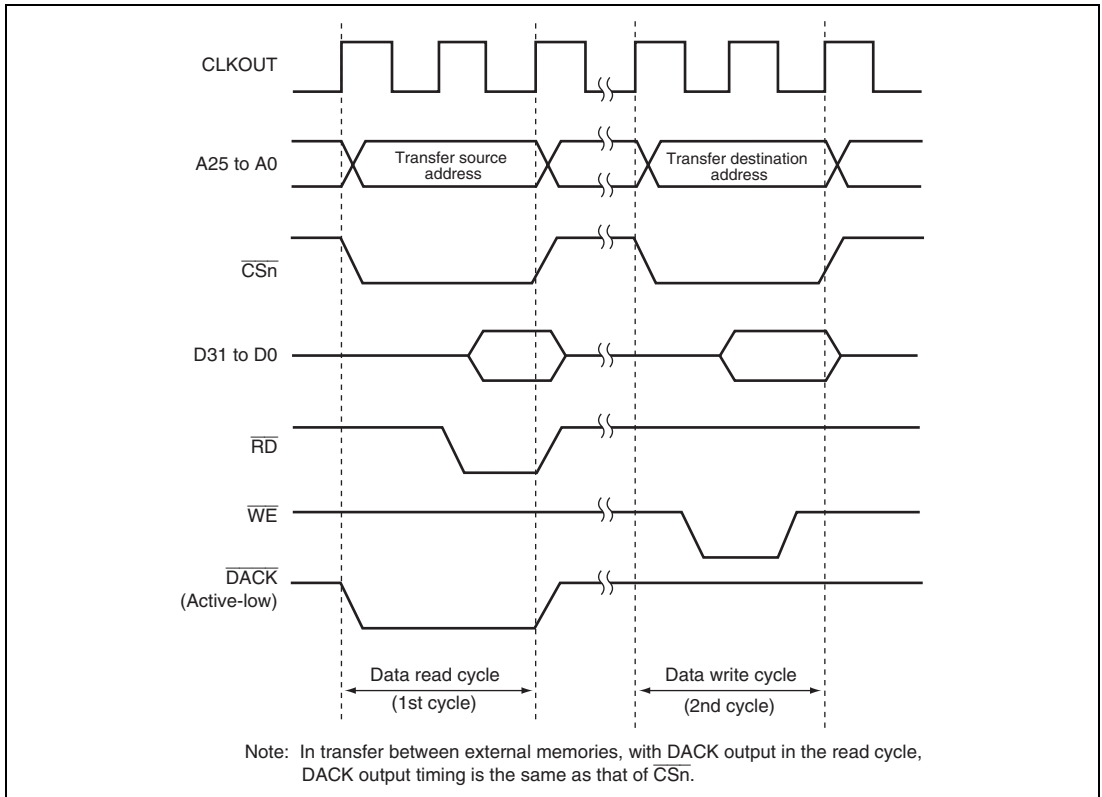 CLKOUT
A25 to A0
Transfer source
address
Transfer destination
address
CSn
D31 to D0
RD
WE
DACK
(Active-low)
Data read cycle
(1st cycle)
Data write cycle
(2nd cycle)
Note: In transfer between external memories, with DACK output in the read cycle,
DACK output timing is the same as that of CSn.